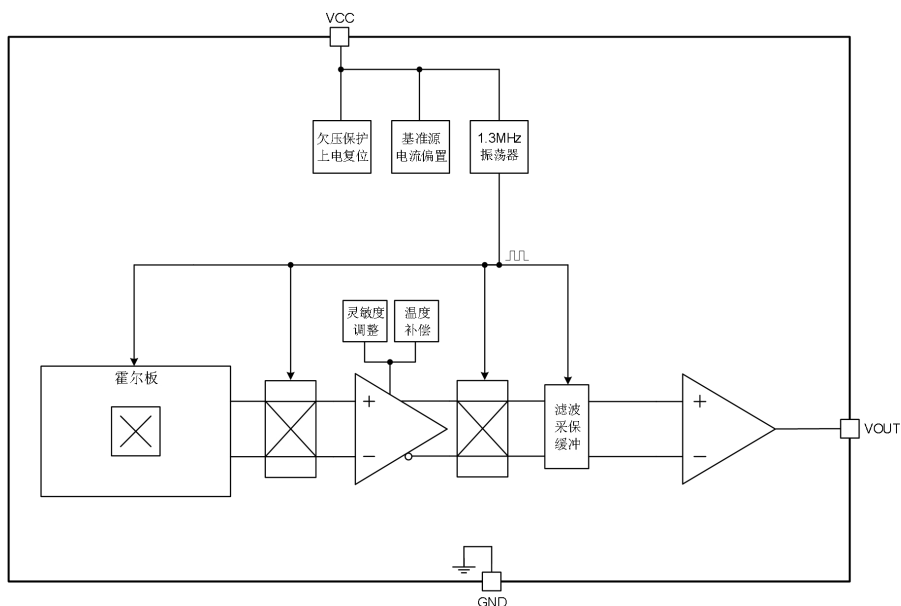 VCC
欠压保护
上电复位
基准源
电流偏置
1.3MHz
振荡器
灵敏度
调整
温度
补偿
霍尔板
+
−
滤波
采保
缓冲
+
−
VOUT
GND